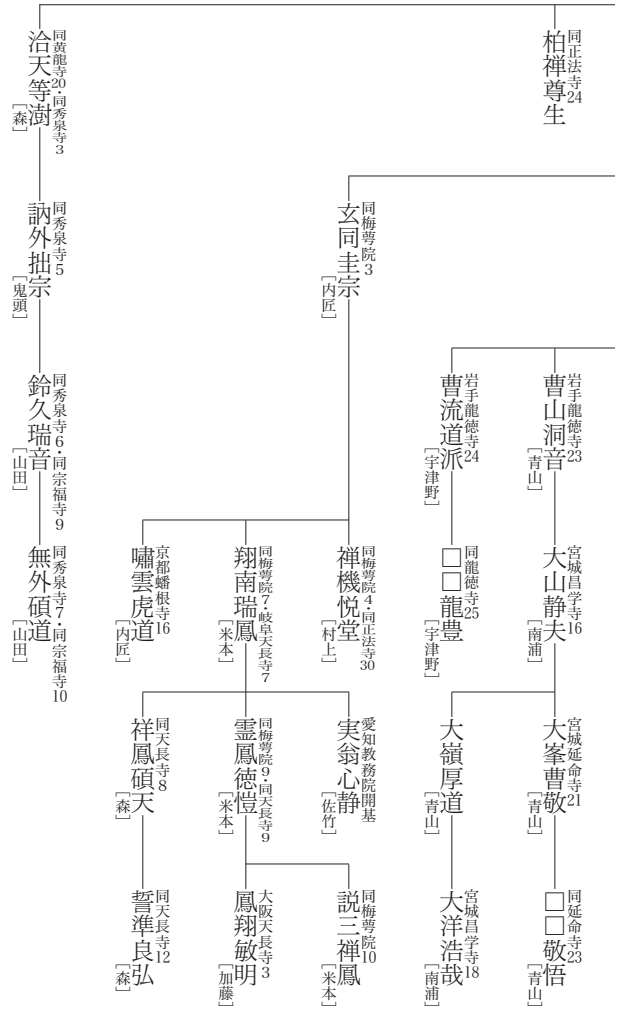 同正法寺24
柏禅尊生
同黄龍寺20・同秀泉寺3
洽天等澍
［森］
同梅萼院3
玄同圭宗
［内匠］
同秀泉寺5
訥外拙宗
［鬼頭］
岩手龍徳寺23
曹山洞音
［青山］
岩手龍徳寺24
曹流道派
［宇津野］
同秀泉寺6・同宗福寺9
鈴久瑞音
［山田］
宮城昌学寺16
大山静夫
［南浦］
同龍徳寺25
□□龍豊
［宇津野］
同梅萼院4・同正法寺30
禅機悦堂
［村上］
同梅萼院7・岐阜天長寺7
翔南瑞鳳
［米本］
京都蟠根寺16
嘯雲虎道
［内匠］
同秀泉寺7・同宗福寺10
無外碩道
［山田］
宮城延命寺21
大峯曹敬
［青山］
大嶺厚道
［青山］
愛知教務院開基
実翁心静
［佐竹］
同梅萼院9・同天長寺9
霊鳳徳愷
［米本］
同天長寺8
祥鳳碩天
［森］
同延命寺23
□□敬悟
［青山］
宮城昌学寺18
大洋浩哉
［南浦］
同梅萼院10
説三禅鳳
［米本］
大阪天長寺3
鳳翔敏明
［加藤］
同天長寺12
誓準良弘
［森］